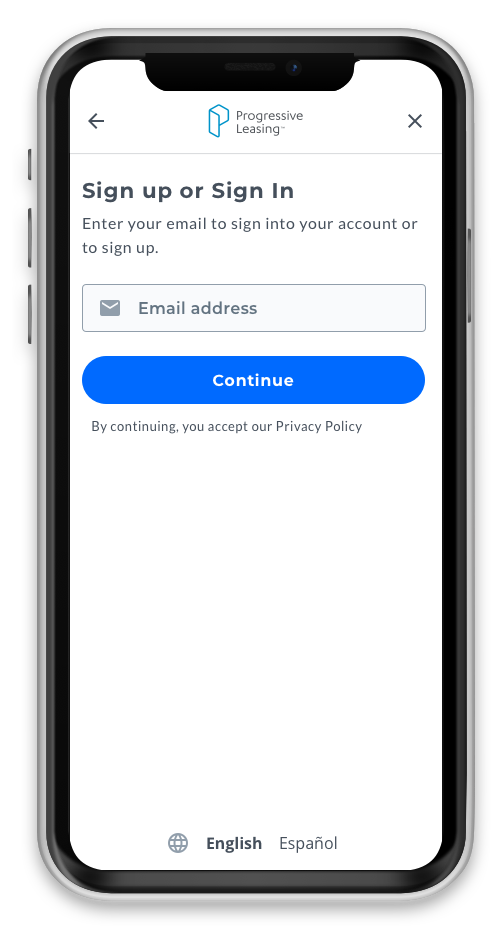 Progressive
Leasing™
Sign up or Sign In
Enter your email to sign into your account or
to sign up.
Email address
Continue
By continuing, you accept our Privacy Policy
English Español